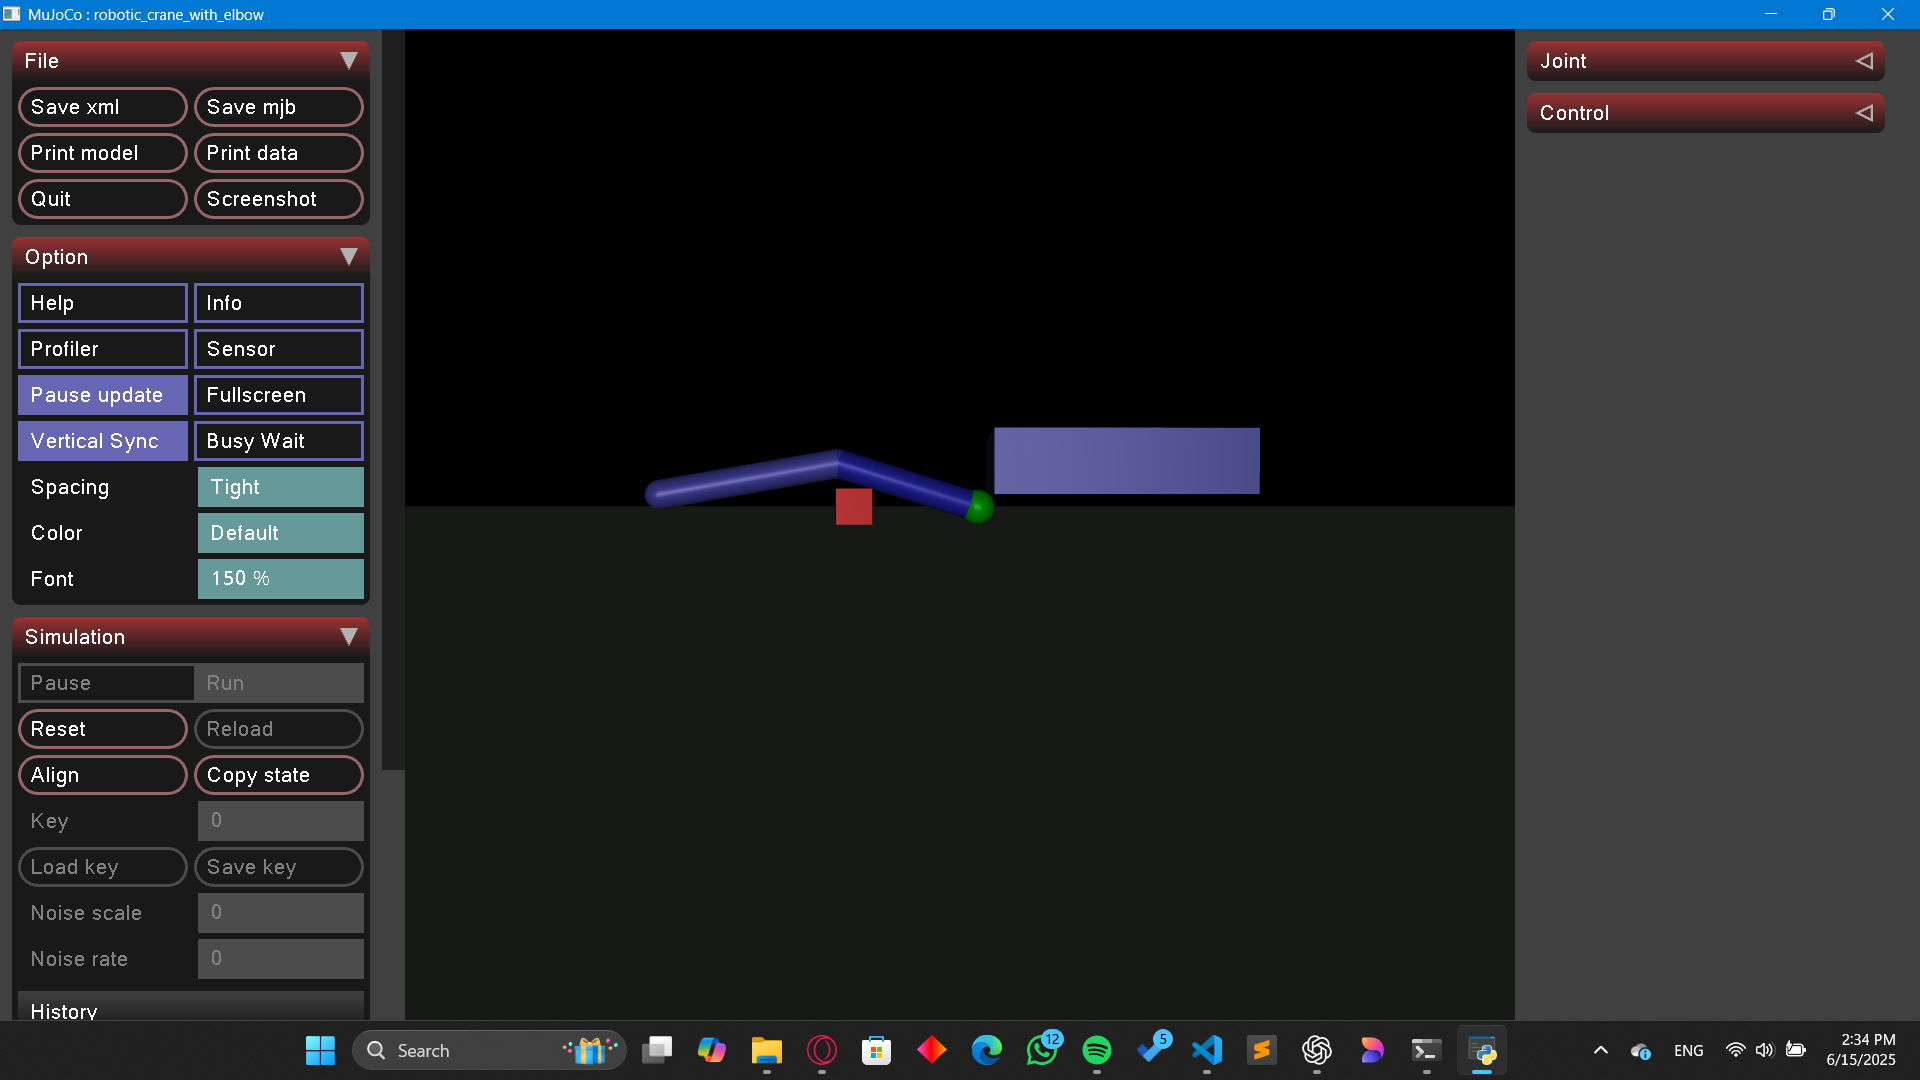 MuJoCo : robotic_crane_with_elbow
File
Save xml Save mjb
Print model Print data
Quit Screenshot
Option
Help Info
Profiler Sensor
Pause update Fullscreen
Vertical Sync Busy Wait
Spacing Tight
Color Default
Font 150 %
Simulation
Pause Run
Reset Reload
Align Copy state
Key 0
Load key Save key
Noise scale 0
Noise rate 0
History
Joint
Control
Search
12
5
ENG
2:34 PM
6/15/2025